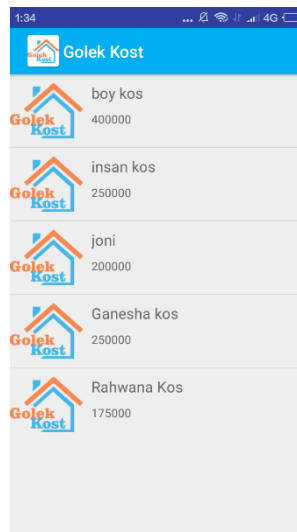 1:34 ... 4G
Golek Kost Golek Kost
Golek Kost boy kos
400000
Golek Kost insan kos
250000
Golek Kost joni
200000
Golek Kost Ganesha kos
250000
Golek Kost Rahwana Kos
175000